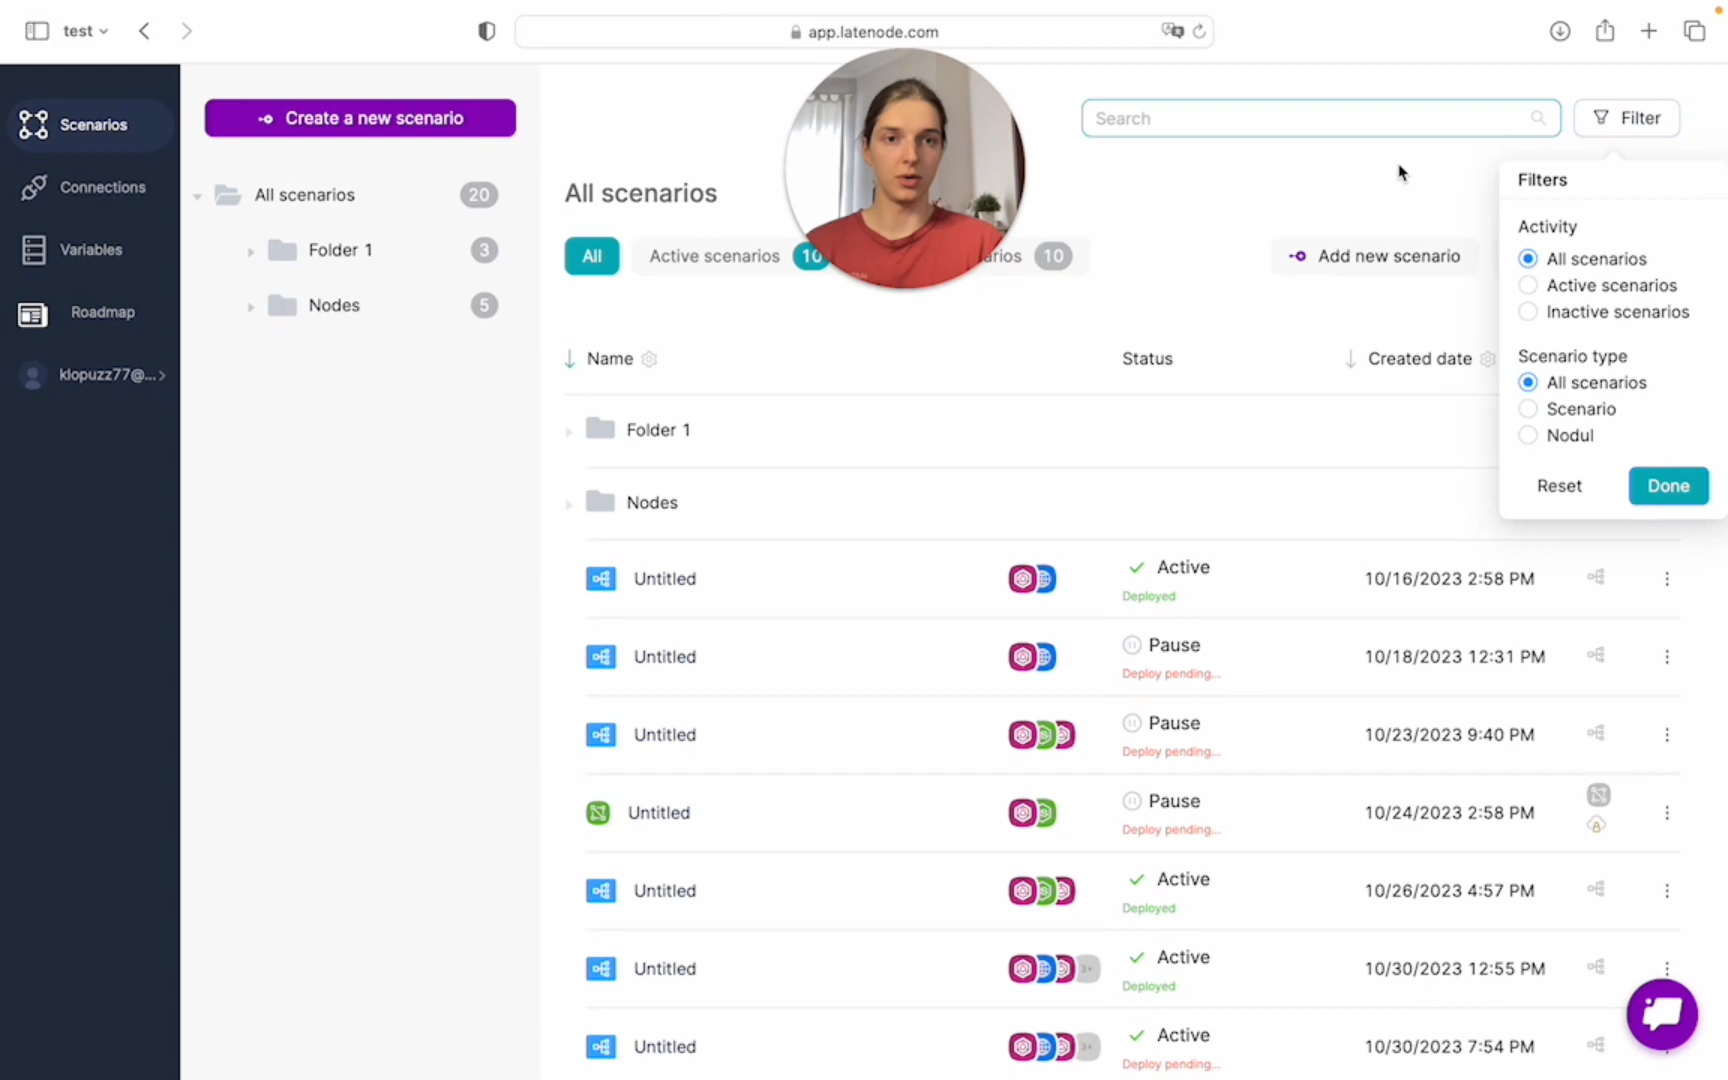 test
app.latenode.com
Scenarios
Connections
Variables
Roadmap
klopuzz77@...
Create a new scenario
All scenarios 20
Folder 1 3
Nodes 5
Search
Filter
All scenarios
All
Active scenarios 10
arios 10
Add new scenario
Filters
Activity
All scenarios
Active scenarios
Inactive scenarios
Scenario type
All scenarios
Scenario
Nodul
Reset
Done
Name
Status
Created date
Folder 1
Nodes
Untitled
Active
Deployed
10/16/2023 2:58 PM
Untitled
Pause
Deploy pending...
10/18/2023 12:31 PM
Untitled
Pause
Deploy pending...
10/23/2023 9:40 PM
Untitled
Pause
Deploy pending...
10/24/2023 2:58 PM
Untitled
Active
Deployed
10/26/2023 4:57 PM
Untitled
3+
Active
Deployed
10/30/2023 12:55 PM
Untitled
3+
Active
Deploy pending...
10/30/2023 7:54 PM